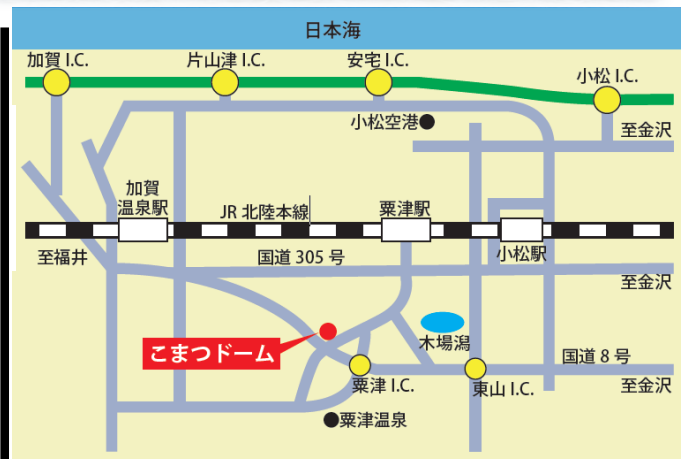 日本海
加賀 I.C.
片山津 I.C.
安宅 I.C.
小松 I.C.
小松空港
至金沢
加賀
温泉駅
JR 北陸本線
粟津駅
小松駅
至福井
国道 305 号
至金沢
こまつドーム
木場潟
国道 8 号
粟津 I.C.
東山 I.C.
至金沢
粟津温泉